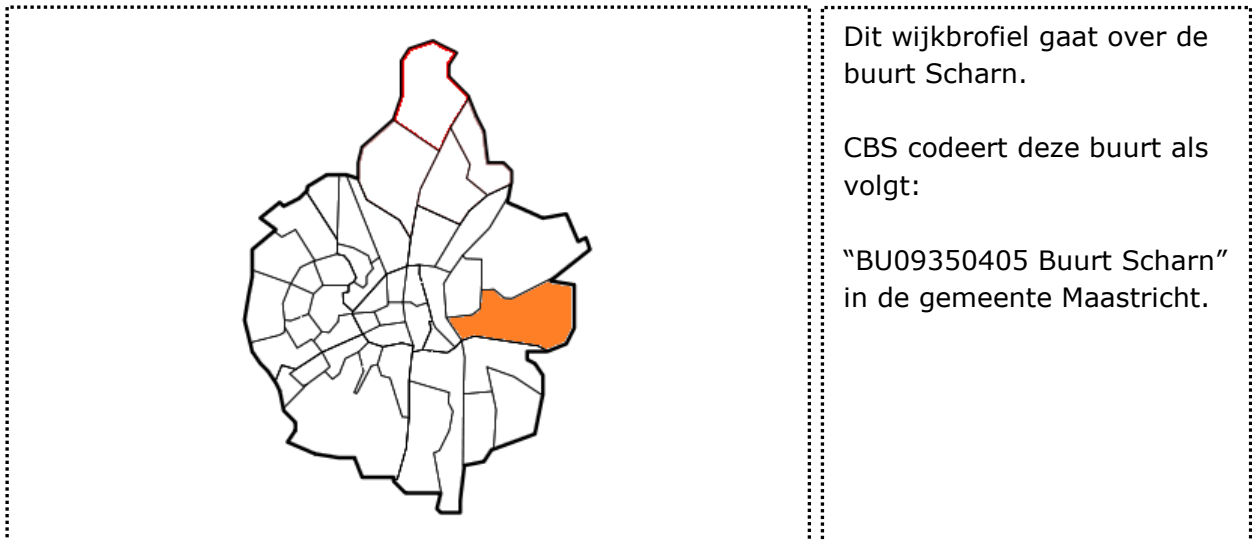 Dit wijkbrofiel gaat over de
buurt Scharn.
CBS codeert deze buurt als
volgt:
“BU09350405 Buurt Scharn”
in de gemeente Maastricht.